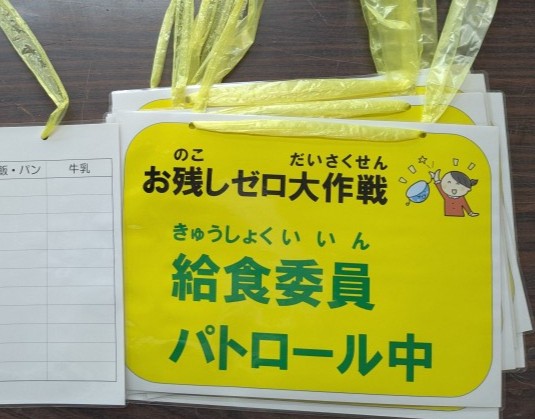 飯・パン 牛乳
のこ だいさくせん
お残しゼロ大作戦
きゅうしょくいいん
給食委員
パトロール中